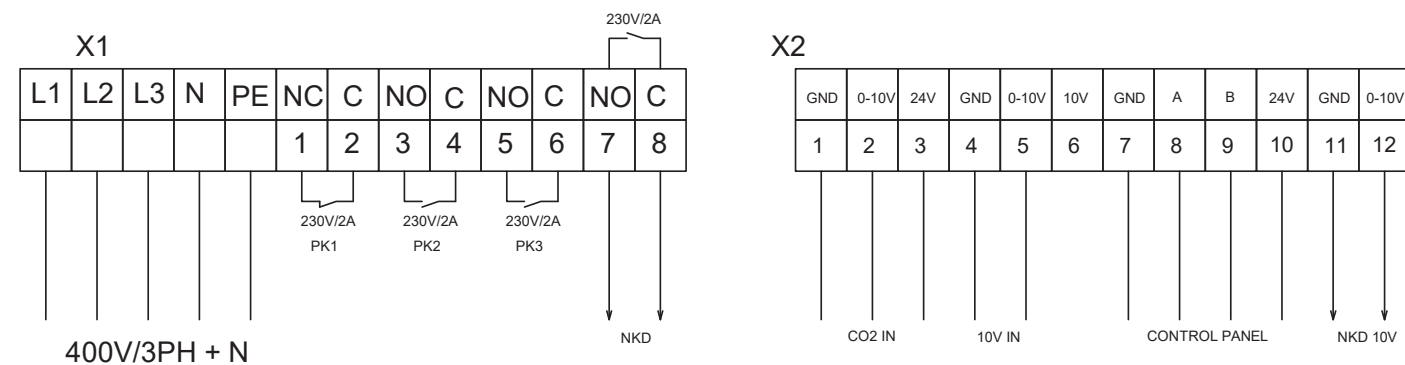 230V/2A
X1
L1 L2 L3 N PE NC C NO C NO C NO C
1 2 3 4 5 6 7 8
230V/2A 230V/2A 230V/2A
PK1 PK2 PK3
NKD
400V/3PH + N
X2
GND 0-10V 24V GND 0-10V 10V GND A B 24V GND 0-10V
1 2 3 4 5 6 7 8 9 10 11 12
CO2 IN 10V IN CONTROL PANEL NKD 10V